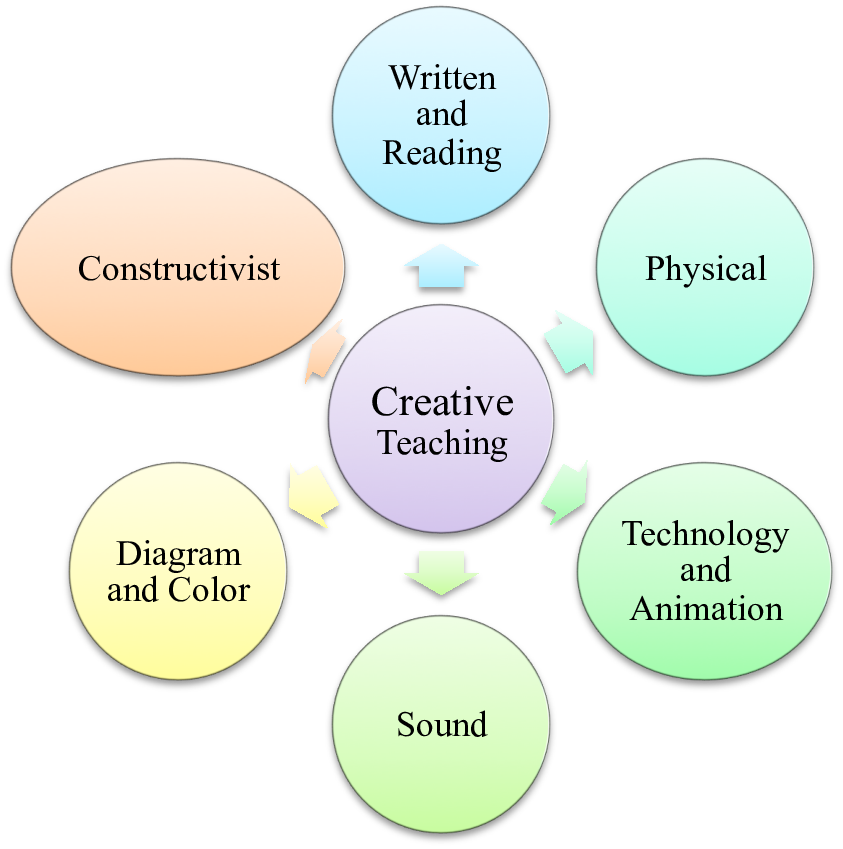 Written
and
Reading
Constructivist
Physical
Creative
Teaching
Diagram
and Color
Technology
and
Animation
Sound